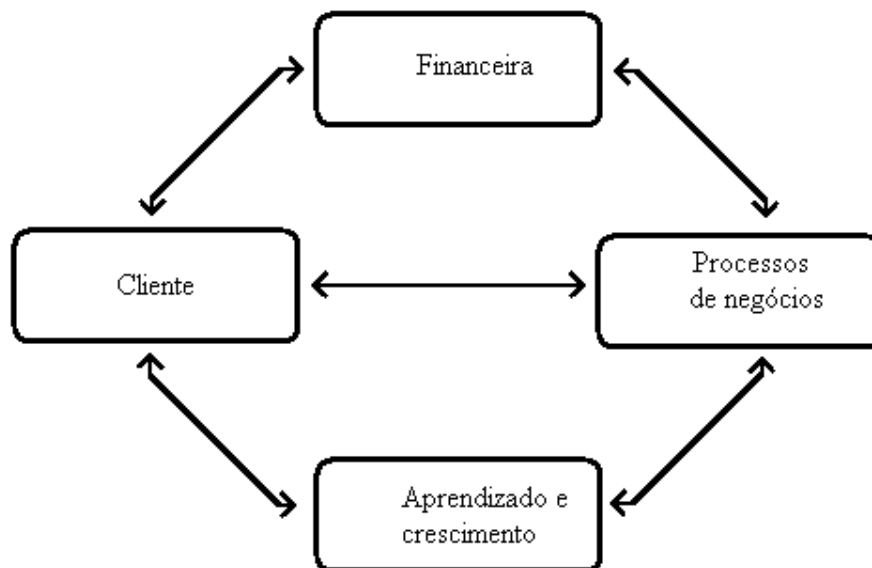 Financeira
Cliente
Processos
de negócios
Aprendizado e
crescimento